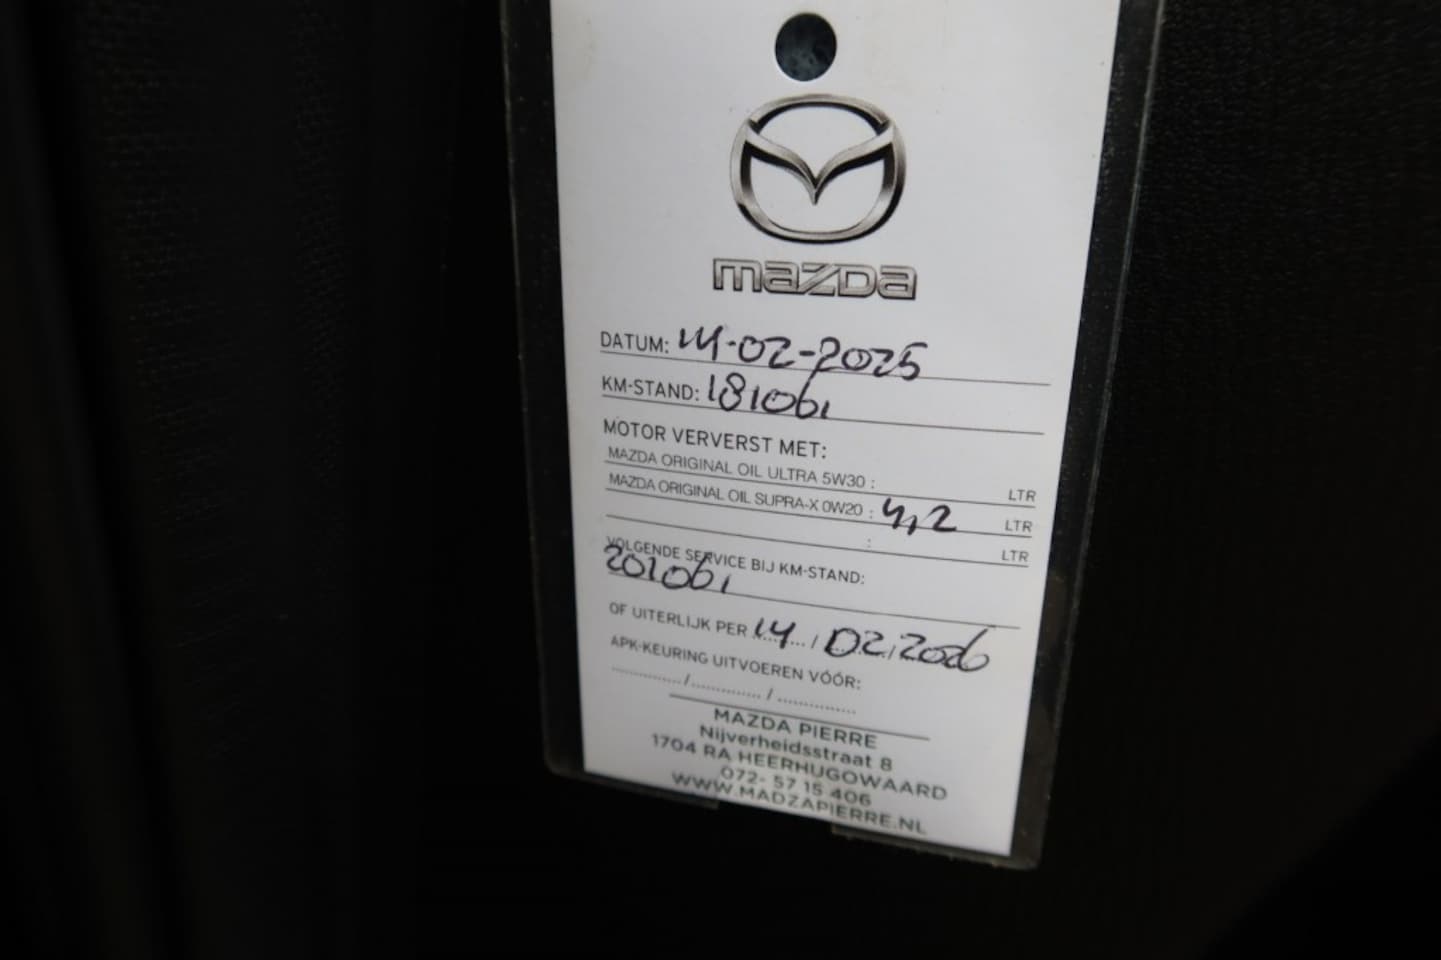 mazda
DATUM: 14-02-2025
KM-STAND: 181061
MOTOR VERVERST MET:
MAZDA ORIGINAL OIL ULTRA 5W30 : LTR
MAZDA ORIGINAL OIL SUPRA-X 0W20 : 4,2 LTR
: LTR
VOLGENDE SERVICE BIJ KM-STAND:
201061
OF UITERLIJK PER 14 / 02 / 2026
APK-KEURING UITVOEREN VÓÓR:
............... / ............... / ...............
MAZDA PIERRE
Nijverheidsstraat 8
1704 RA HEERHUGOWAARD
072- 57 15 406
WWW.MADZAPIERRE.NL